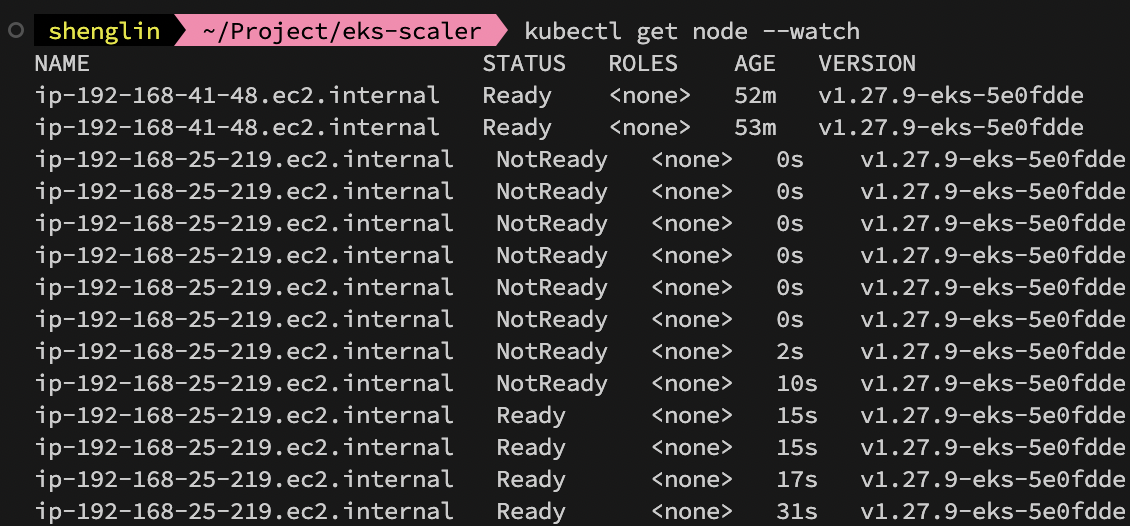 shenglin ~/Project/eks-scaler kubectl get node --watch
NAME STATUS ROLES AGE VERSION
ip-192-168-41-48.ec2.internal Ready <none> 52m v1.27.9-eks-5e0fdde
ip-192-168-41-48.ec2.internal Ready <none> 53m v1.27.9-eks-5e0fdde
ip-192-168-25-219.ec2.internal NotReady <none> 0s v1.27.9-eks-5e0fdde
ip-192-168-25-219.ec2.internal NotReady <none> 0s v1.27.9-eks-5e0fdde
ip-192-168-25-219.ec2.internal NotReady <none> 0s v1.27.9-eks-5e0fdde
ip-192-168-25-219.ec2.internal NotReady <none> 0s v1.27.9-eks-5e0fdde
ip-192-168-25-219.ec2.internal NotReady <none> 0s v1.27.9-eks-5e0fdde
ip-192-168-25-219.ec2.internal NotReady <none> 0s v1.27.9-eks-5e0fdde
ip-192-168-25-219.ec2.internal NotReady <none> 2s v1.27.9-eks-5e0fdde
ip-192-168-25-219.ec2.internal NotReady <none> 10s v1.27.9-eks-5e0fdde
ip-192-168-25-219.ec2.internal Ready <none> 15s v1.27.9-eks-5e0fdde
ip-192-168-25-219.ec2.internal Ready <none> 15s v1.27.9-eks-5e0fdde
ip-192-168-25-219.ec2.internal Ready <none> 17s v1.27.9-eks-5e0fdde
ip-192-168-25-219.ec2.internal Ready <none> 31s v1.27.9-eks-5e0fdde